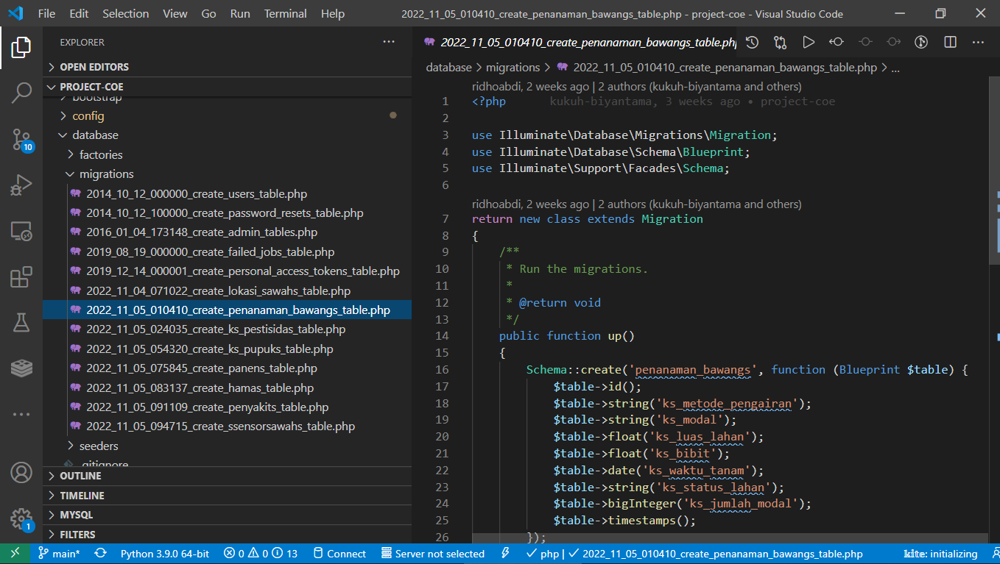 File Edit Selection View Go Run Terminal Help 2022_11_05_010410_create_penanaman_bawangs_table.php - project-coe - Visual Studio Code
EXPLORER
OPEN EDITORS
PROJECT-COE
bootstrap
config
database
factories
migrations
2014_10_12_000000_create_users_table.php
2014_10_12_100000_create_password_resets_table.php
2016_01_04_173148_create_admin_tables.php
2019_08_19_000000_create_failed_jobs_table.php
2019_12_14_000001_create_personal_access_tokens_table.php
2022_11_04_071022_create_lokasi_sawahs_table.php
2022_11_05_010410_create_penanaman_bawangs_table.php
2022_11_05_024035_create_ks_pestisidas_table.php
2022_11_05_054320_create_ks_pupuks_table.php
2022_11_05_075845_create_panens_table.php
2022_11_05_083137_create_hamas_table.php
2022_11_05_091109_create_penyakits_table.php
2022_11_05_094715_create_ssensorsawahs_table.php
seeders
.gitignore
OUTLINE
TIMELINE
MYSQL
FILTERS
10
1
2022_11_05_010410_create_penanaman_bawangs_table.php
database > migrations > 2022_11_05_010410_create_penanaman_bawangs_table.php > ...
ridhoabdi, 2 weeks ago | 2 authors (kukuh-biyantama and others)
1 <?php kukuh-biyantama, 3 weeks ago • project-coe
2
3 use Illuminate\Database\Migrations\Migration;
4 use Illuminate\Database\Schema\Blueprint;
5 use Illuminate\Support\Facades\Schema;
6
ridhoabdi, 2 weeks ago | 2 authors (kukuh-biyantama and others)
7 return new class extends Migration
8 {
9 /**
10 * Run the migrations.
11 *
12 * @return void
13 */
14 public function up()
15 {
16 Schema::create('penanaman_bawangs', function (Blueprint $table) {
17 $table->id();
18 $table->string('ks_metode_pengairan');
19 $table->string('ks_modal');
20 $table->float('ks_luas_lahan');
21 $table->float('ks_bibit');
22 $table->date('ks_waktu_tanam');
23 $table->string('ks_status_lahan');
24 $table->bigInteger('ks_jumlah_modal');
25 $table->timestamps();
26 });
main* Python 3.9.0 64-bit 0 0 13 Connect Server not selected php | 2022_11_05_010410_create_penanaman_bawangs_table.php kite: initializing